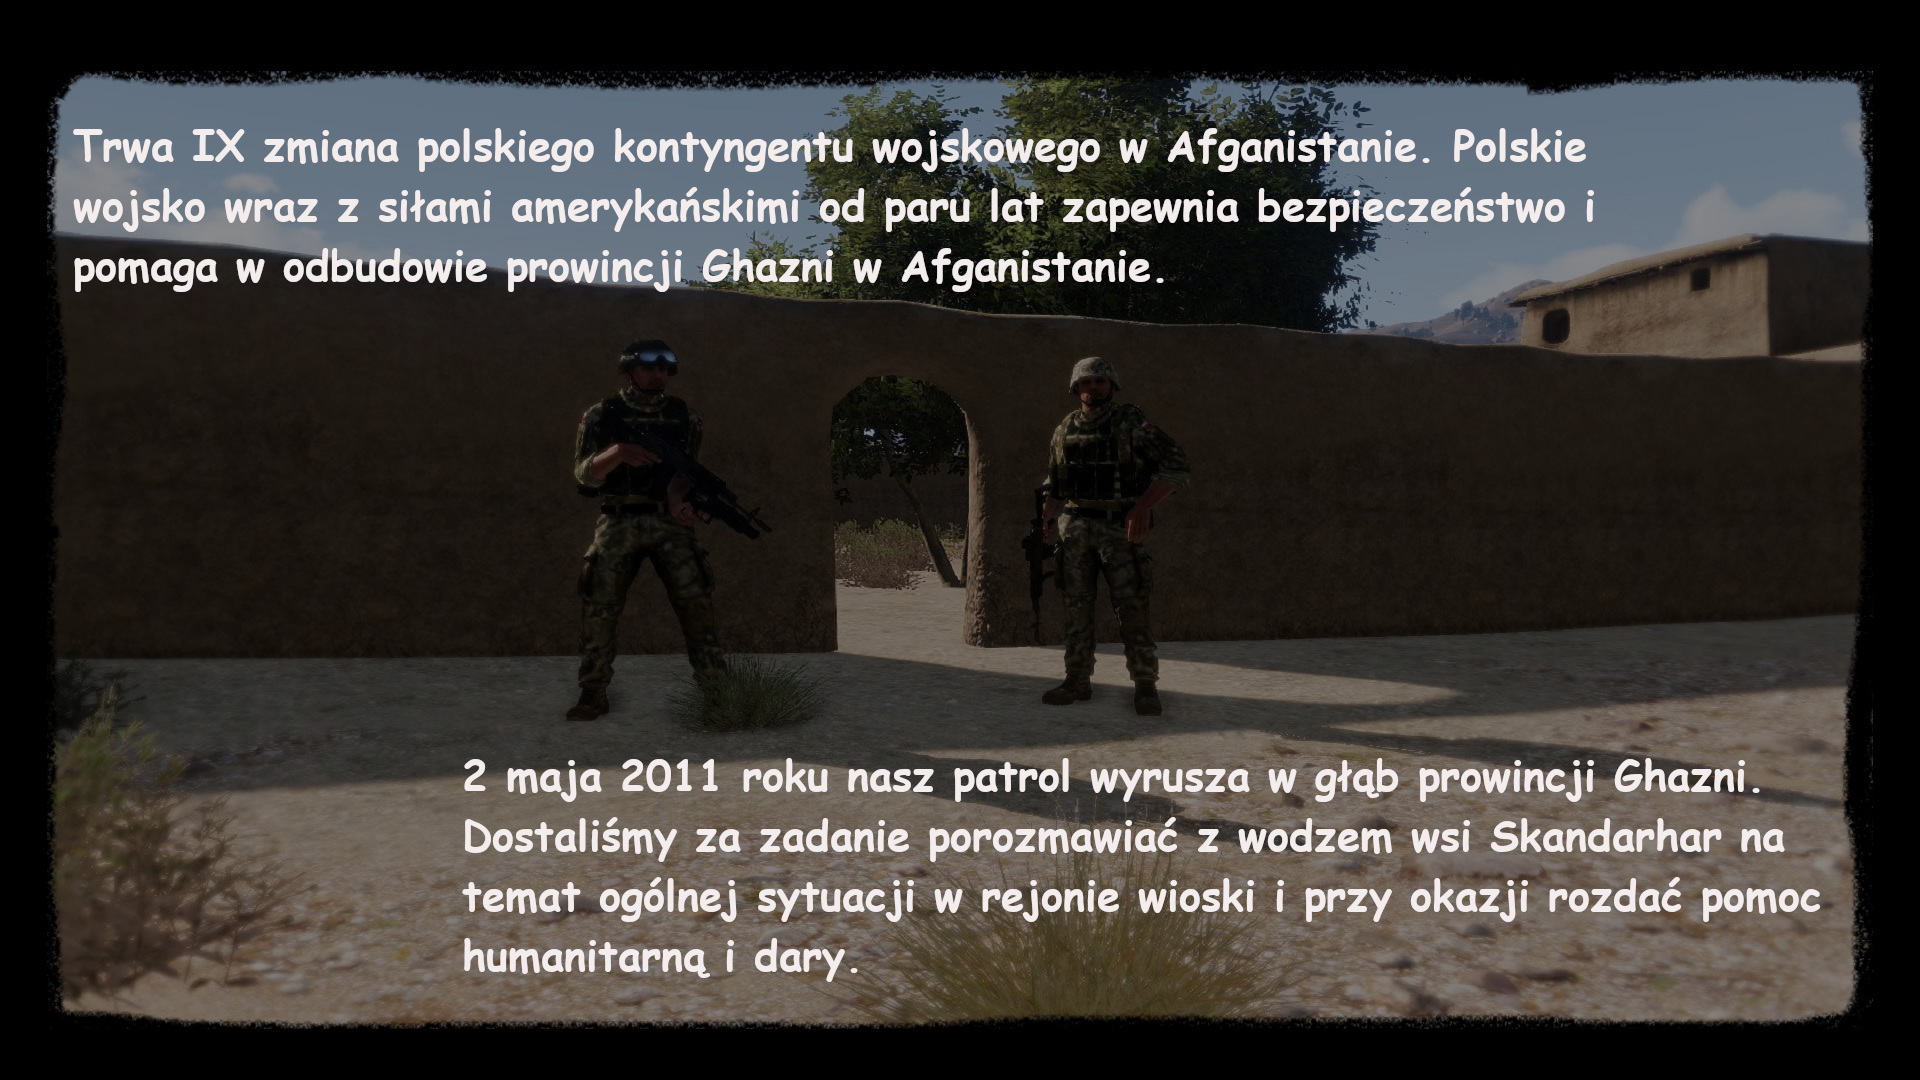 Trwa IX zmiana polskiego kontyngentu wojskowego w Afganistanie. Polskie
wojsko wraz z siłami amerykańskimi od paru lat zapewnia bezpieczeństwo i
pomaga w odbudowie prowincji Ghazni w Afganistanie.
2 maja 2011 roku nasz patrol wyrusza w głąb prowincji Ghazni.
Dostaliśmy za zadanie porozmawiać z wodzem wsi Skandarhar na
temat ogólnej sytuacji w rejonie wioski i przy okazji rozdać pomoc
humanitarną i dary.